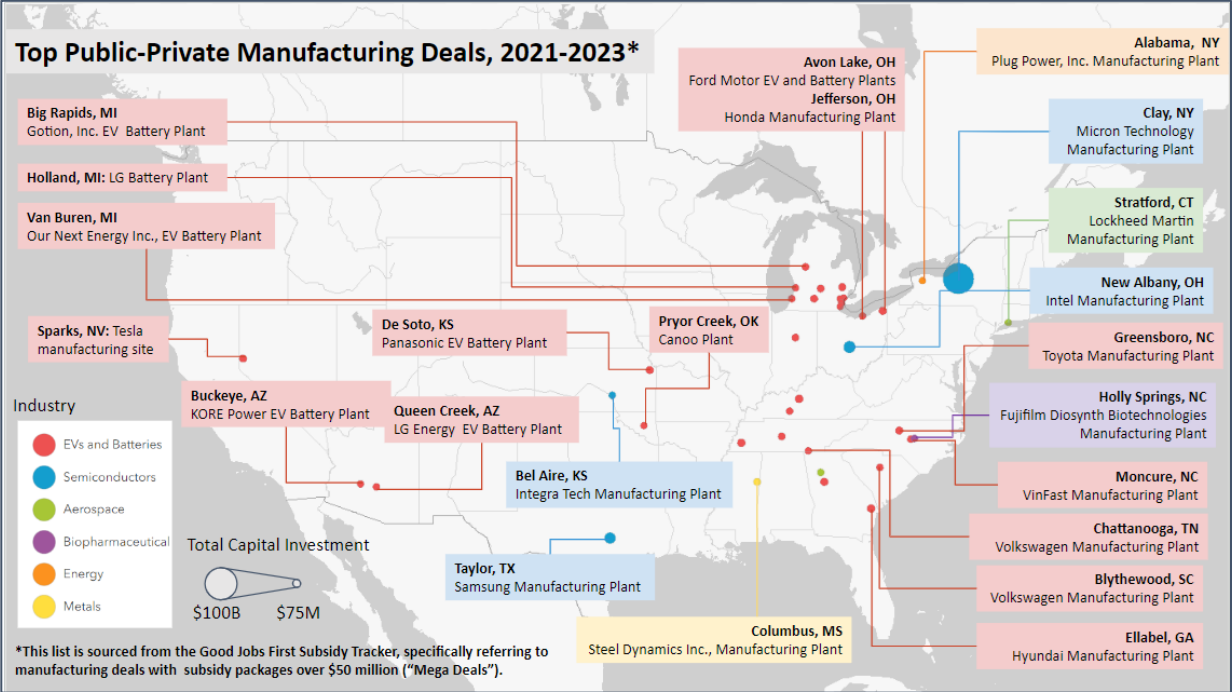 Top Public-Private Manufacturing Deals, 2021-2023*
Big Rapids, MI
Gotion, Inc. EV Battery Plant
Holland, MI: LG Battery Plant
Van Buren, MI
Our Next Energy Inc., EV Battery Plant
Sparks, NV: Tesla
manufacturing site
Buckeye, AZ
KORE Power EV Battery Plant
De Soto, KS
Panasonic EV Battery Plant
Queen Creek, AZ
LG Energy EV Battery Plant
Pryor Creek, OK
Canoo Plant
Bel Aire, KS
Integra Tech Manufacturing Plant
Taylor, TX
Samsung Manufacturing Plant
Columbus, MS
Steel Dynamics Inc., Manufacturing Plant
Avon Lake, OH
Ford Motor EV and Battery Plants
Jefferson, OH
Honda Manufacturing Plant
Alabama, NY
Plug Power, Inc. Manufacturing Plant
Clay, NY
Micron Technology
Manufacturing Plant
Stratford, CT
Lockheed Martin
Manufacturing Plant
New Albany, OH
Intel Manufacturing Plant
Greensboro, NC
Toyota Manufacturing Plant
Holly Springs, NC
Fujifilm Diosynth Biotechnologies
Manufacturing Plant
Moncure, NC
VinFast Manufacturing Plant
Chattanooga, TN
Volkswagen Manufacturing Plant
Blythewood, SC
Volkswagen Manufacturing Plant
Ellabel, GA
Hyundai Manufacturing Plant
Industry
EVs and Batteries
Semiconductors
Aerospace
Biopharmaceutical
Energy
Metals
Total Capital Investment
$100B
$75M
*This list is sourced from the Good Jobs First Subsidy Tracker, specifically referring to
manufacturing deals with subsidy packages over $50 million (“Mega Deals”).